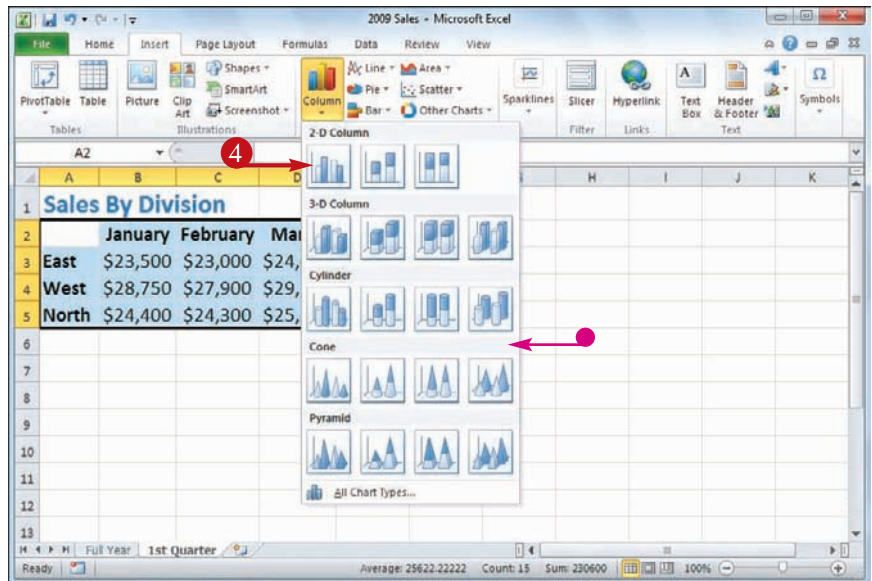 2009 Sales - Microsoft Excel
File Home Insert Page Layout Formulas Data Review View
PivotTable Table Picture Clip Art Shapes SmartArt Screenshot Column Line Pie Bar Area Scatter Other Charts Sparklines Slicer Hyperlink Text Box Header & Footer Symbols
Tables Illustrations Filter Links Text
2-D Column
A2
4
A B C D H I J K
1 Sales By Division
3-D Column
2 January February Mar
3 East $23,500 $23,000 $24,
Cylinder
4 West $28,750 $27,900 $29,
5 North $24,400 $24,300 $25,
6
Cone
7
8
9
Pyramid
10
11
All Chart Types...
12
13
Full Year 1st Quarter
Ready Average: 25622.22222 Count: 15 Sum: 230600 100%